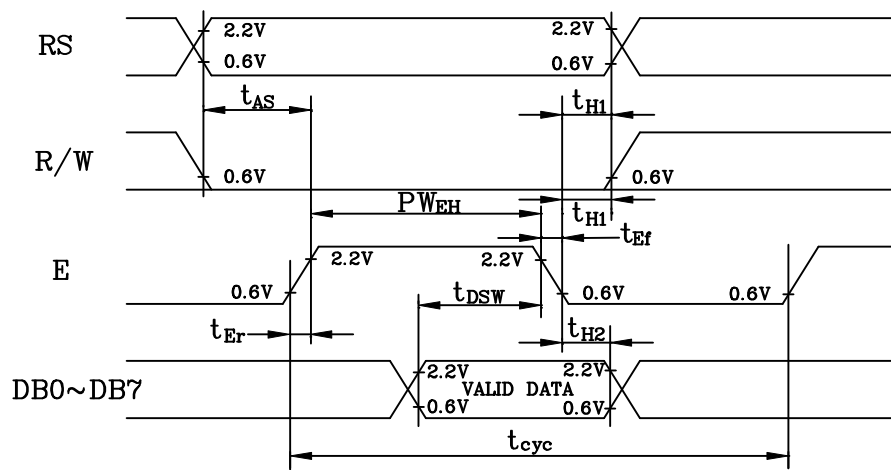 RS
2.2V
2.2V
0.6V
0.6V
tAS
tH1
R/W
0.6V
0.6V
PWEH
tH1
tEf
E
2.2V
2.2V
0.6V
0.6V
0.6V
tDSW
tEr
tH2
DB0~DB7
2.2V
VALID DATA
2.2V
0.6V
0.6V
tcyc